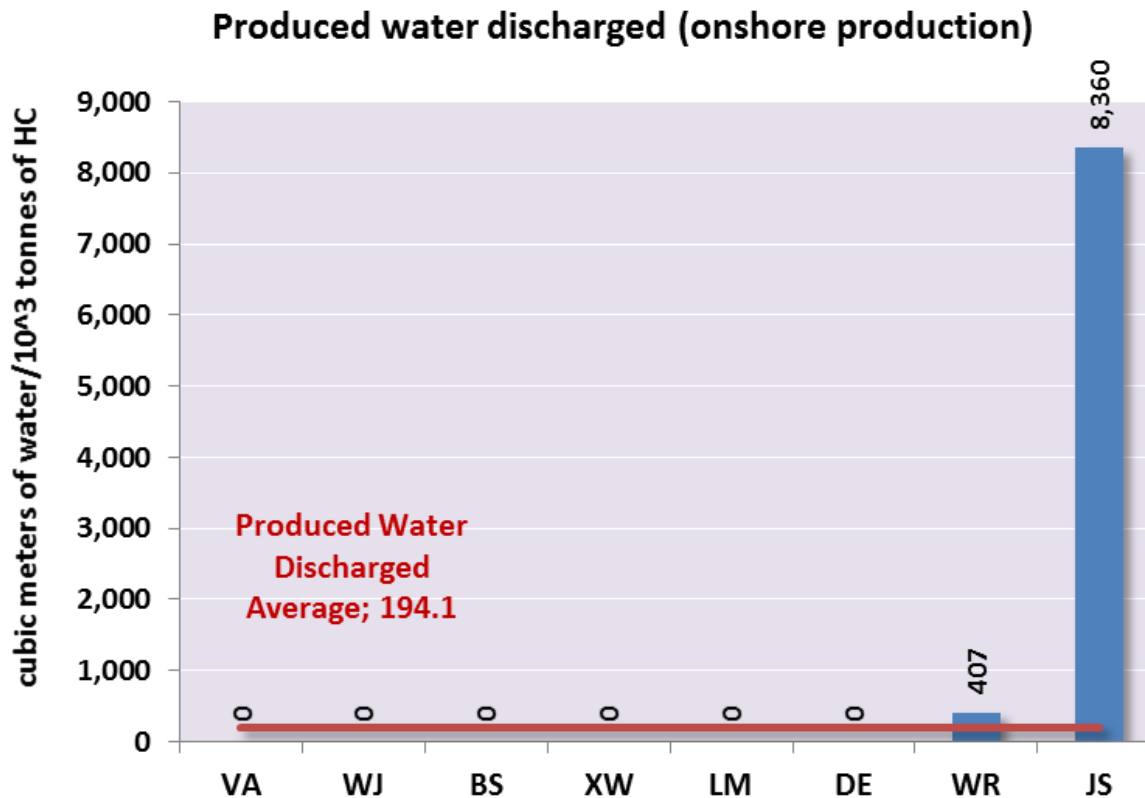 Produced water discharged (onshore production)
cubic meters of water/10^3 tonnes of HC
9,000
8,000
7,000
6,000
5,000
4,000
3,000
2,000
1,000
0
Produced Water
Discharged
Average; 194.1
0
0
0
0
0
0
407
8,360
VA
WJ
BS
XW
LM
DE
WR
JS